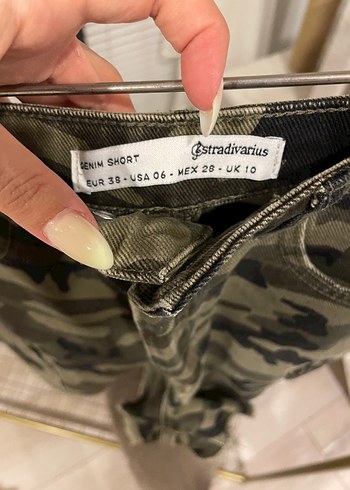 stradivarius
DENIM SHORT
EUR 38 - USA 06 - MEX 28 - UK 10